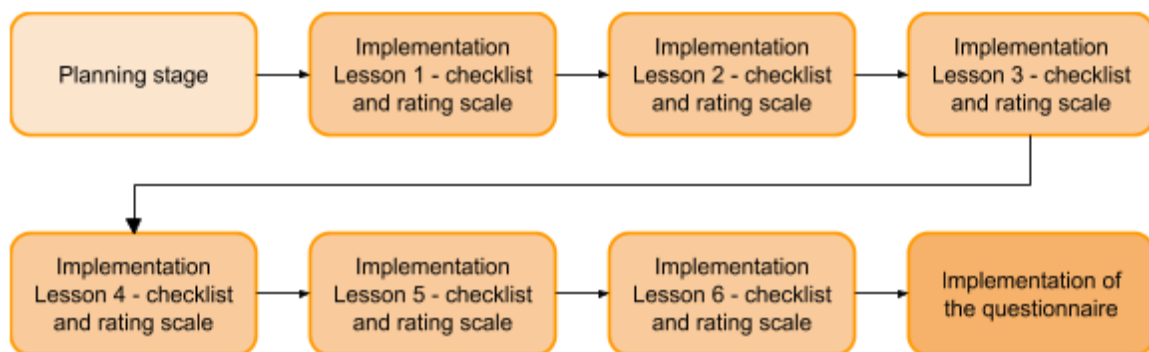 Planning stage
Implementation
Lesson 1 - checklist
and rating scale
Implementation
Lesson 2 - checklist
and rating scale
Implementation
Lesson 3 - checklist
and rating scale
Implementation
Lesson 4 - checklist
and rating scale
Implementation
Lesson 5 - checklist
and rating scale
Implementation
Lesson 6 - checklist
and rating scale
Implementation of
the questionnaire